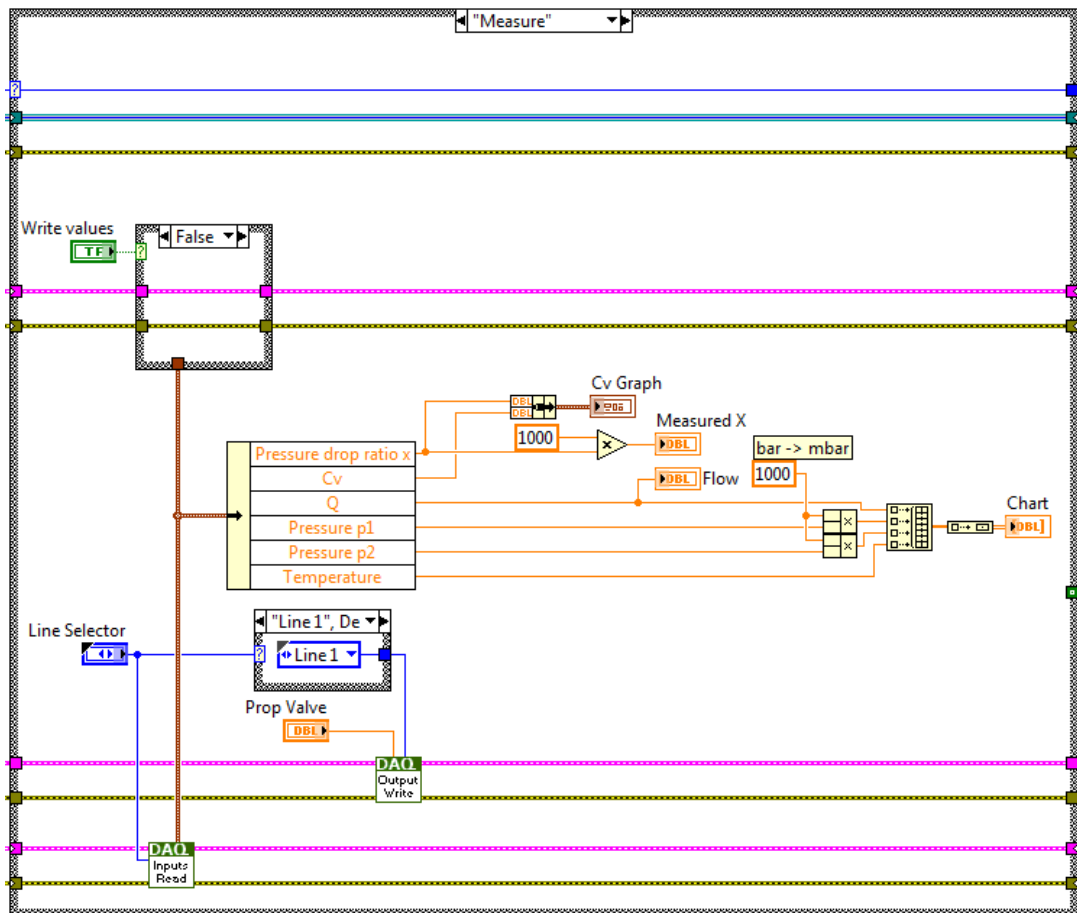 "Measure"
?
Write values
TF
?
False
Cv Graph
DBL
DBL
1000
Measured X
DBL
bar -> mbar
Pressure drop ratio x
Cv
Q
Pressure p1
Pressure p2
Temperature
DBL
Flow
1000
Chart
DBL
"Line 1", De
Line Selector
?
Line 1
Prop Valve
DBL
DAQ
Output
Write
DAQ
Inputs
Read